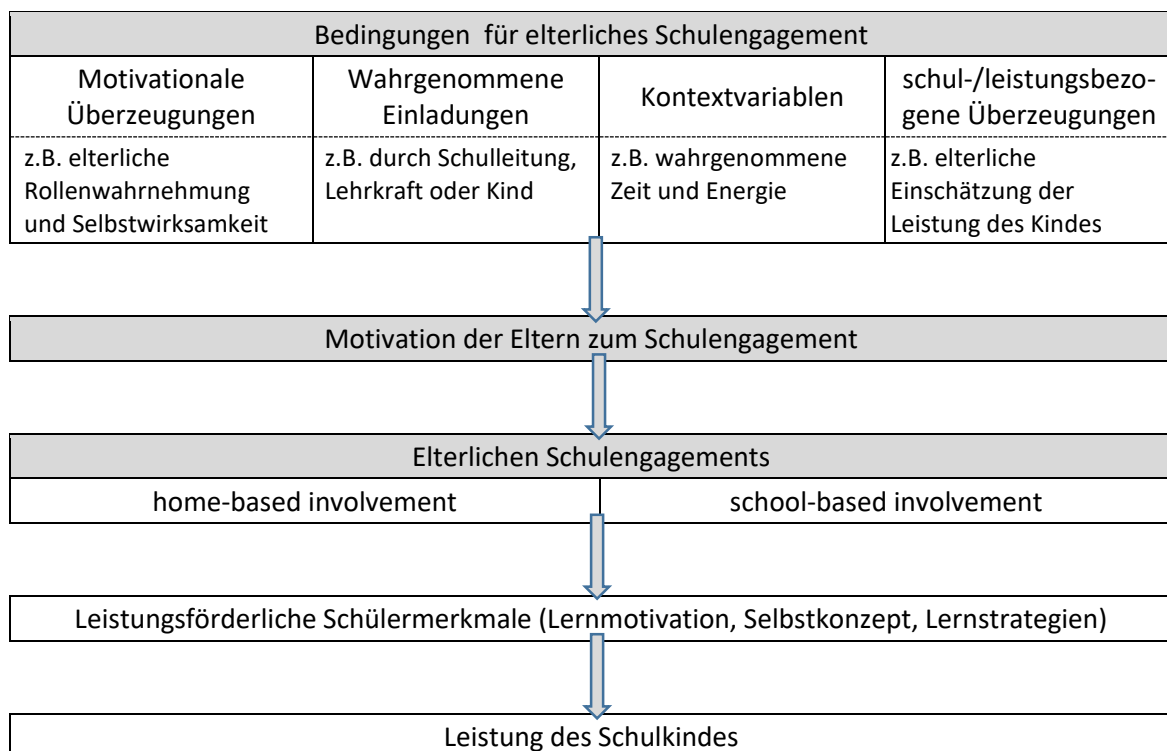 Bedingungen für elterliches Schulengagement
Motivationale
Überzeugungen
Wahrgenommene
Einladungen
Kontextvariablen
schul-/leistungsbezo-
gene Überzeugungen
z.B. elterliche
Rollenwahrnehmung
und Selbstwirksamkeit
z.B. durch Schulleitung,
Lehrkraft oder Kind
z.B. wahrgenommene
Zeit und Energie
z.B. elterliche
Einschätzung der
Leistung des Kindes
Motivation der Eltern zum Schulengagement
Elterlichen Schulengagements
home-based involvement
school-based involvement
Leistungsförderliche Schülermerkmale (Lernmotivation, Selbstkonzept, Lernstrategien)
Leistung des Schulkindes